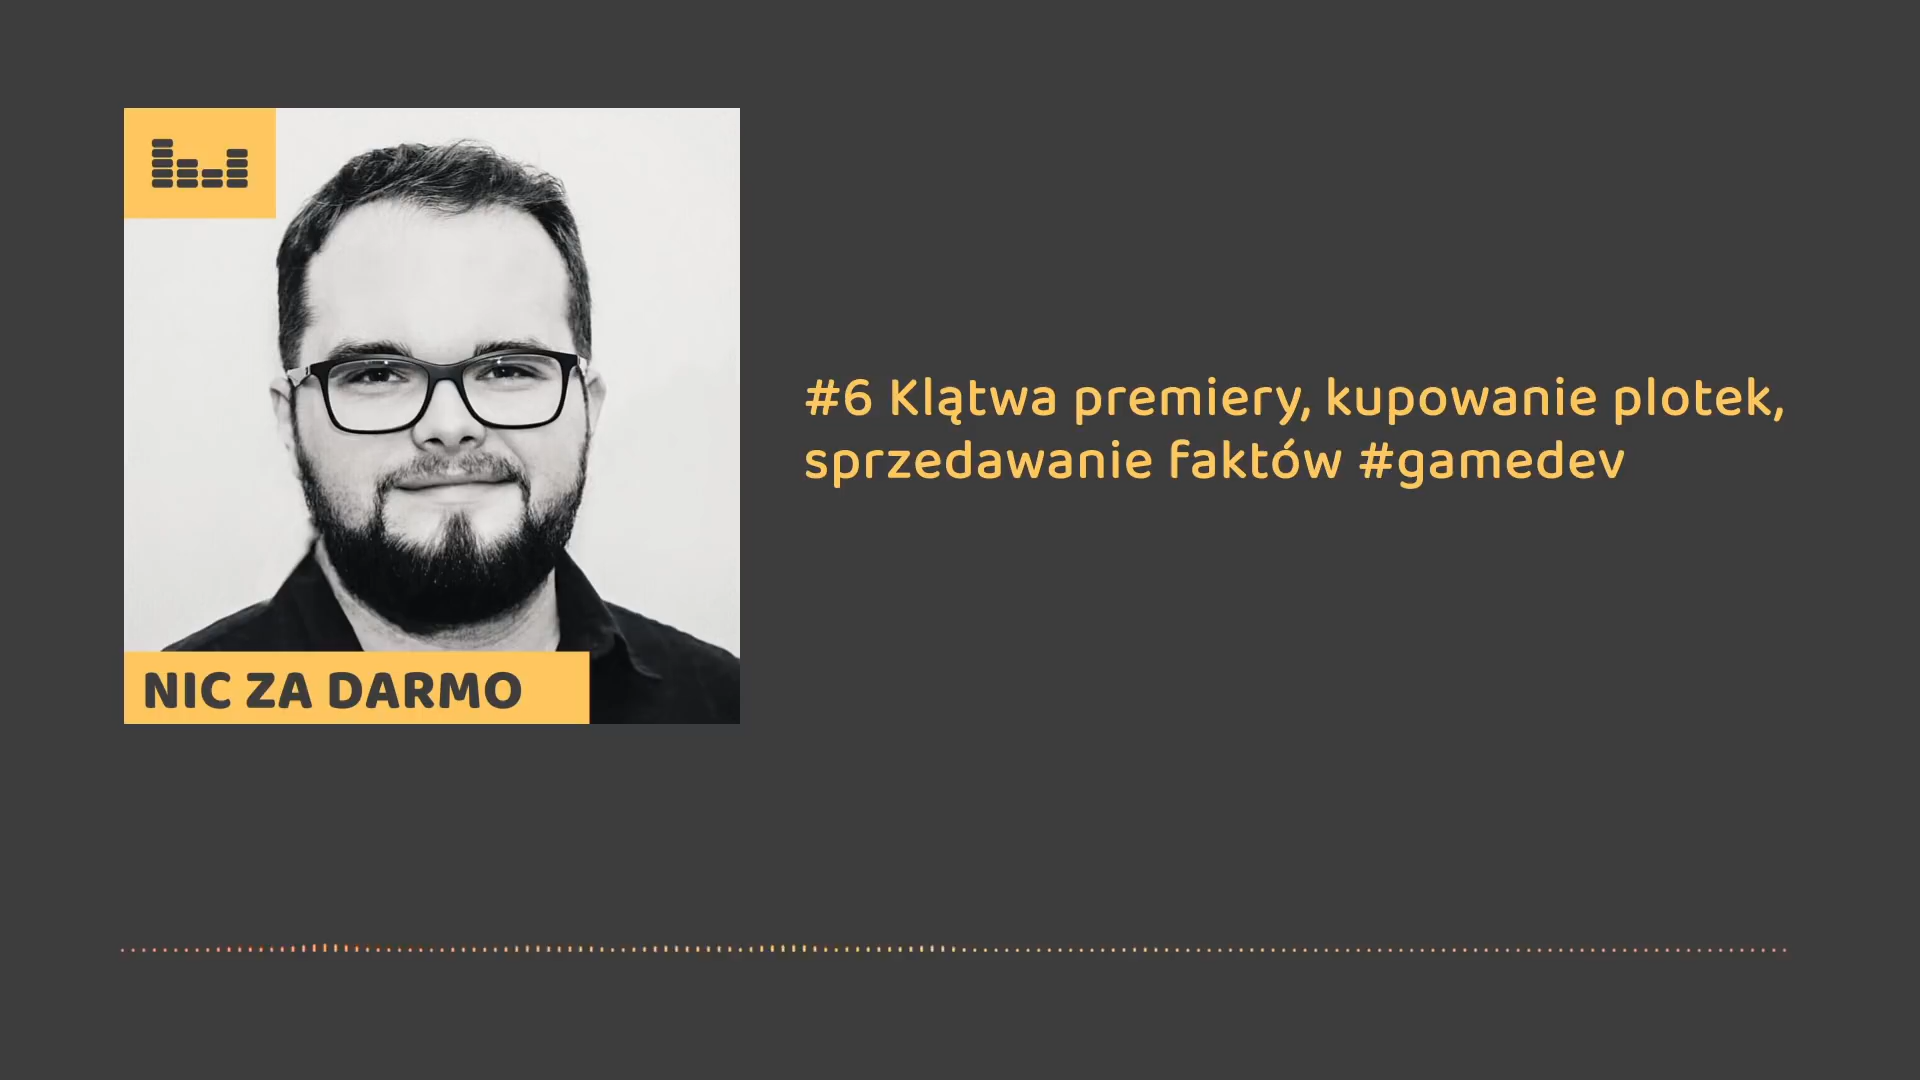 NIC ZA DARMO
#6 Klątwa premiery, kupowanie plotek,
sprzedawanie faktów #gamedev